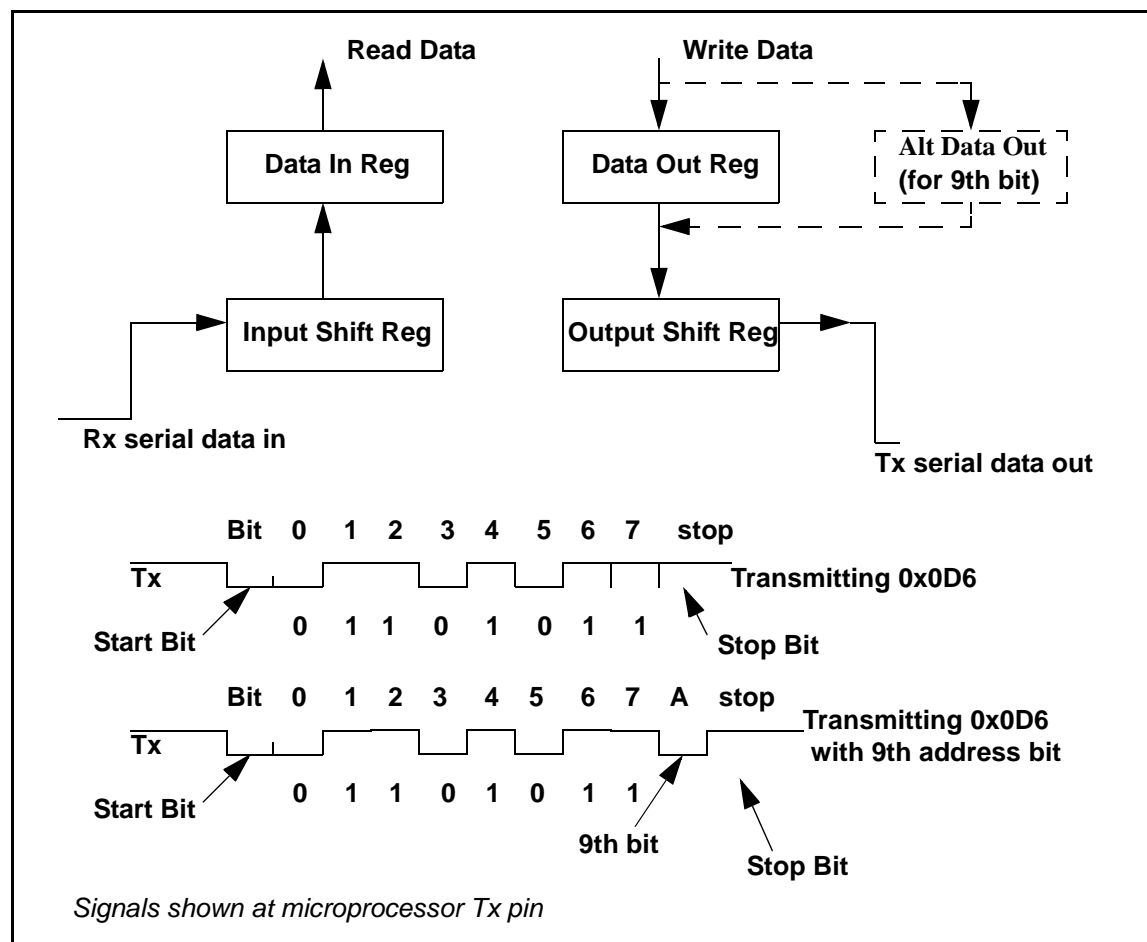 Read Data
Write Data
Data In Reg
Data Out Reg
Alt Data Out
(for 9th bit)
Input Shift Reg
Output Shift Reg
Rx serial data in
Tx serial data out
Bit 0 1 2 3 4 5 6 7 stop
Tx
Transmitting 0x0D6
Start Bit
0 1 1 0 1 0 1 1
Stop Bit
Bit 0 1 2 3 4 5 6 7 A stop
Tx
Transmitting 0x0D6
with 9th address bit
Start Bit
0 1 1 0 1 0 1 1
9th bit
Stop Bit
Signals shown at microprocessor Tx pin